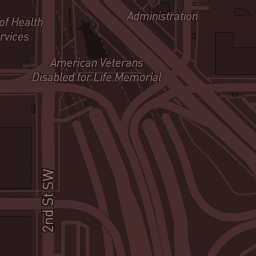 of Health
rvices
Administration
American Veterans
Disabled for Life Memorial
2nd St SW